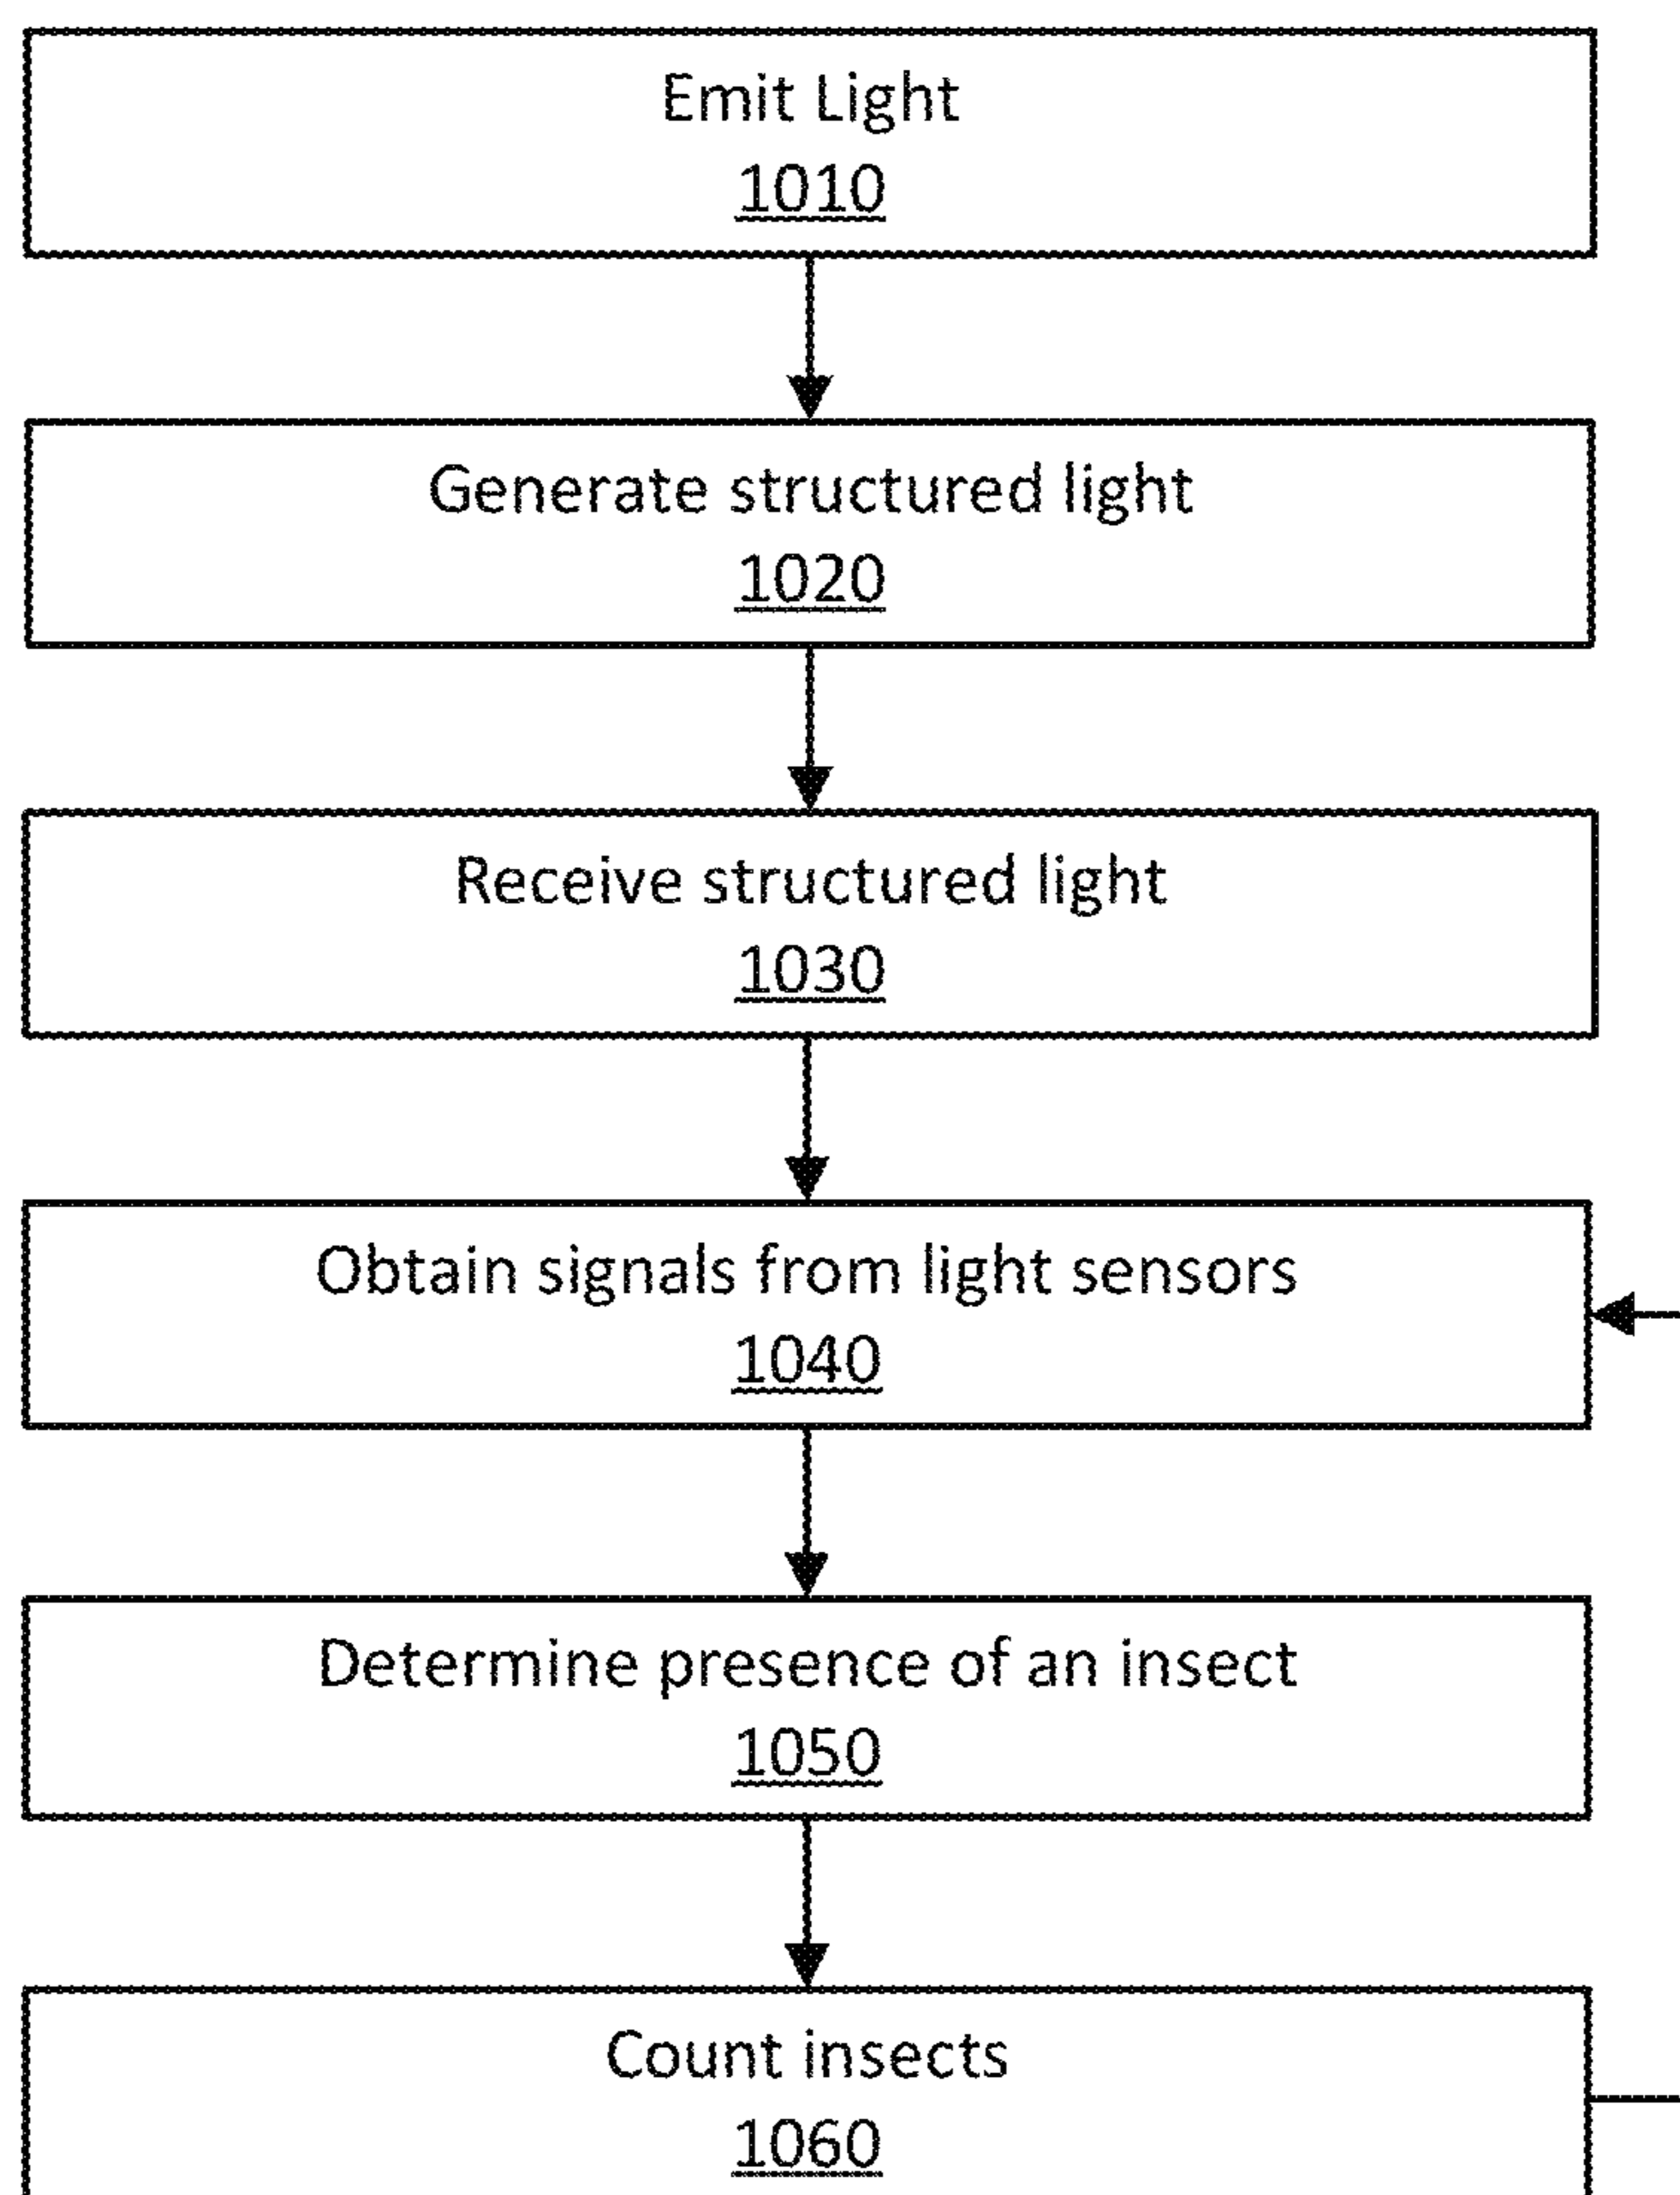 Emit Light
1010
Generate structured light
1020
Receive structured light
1030
Obtain signals from light sensors
1040
Determine presence of an insect
1050
Count insects
1060